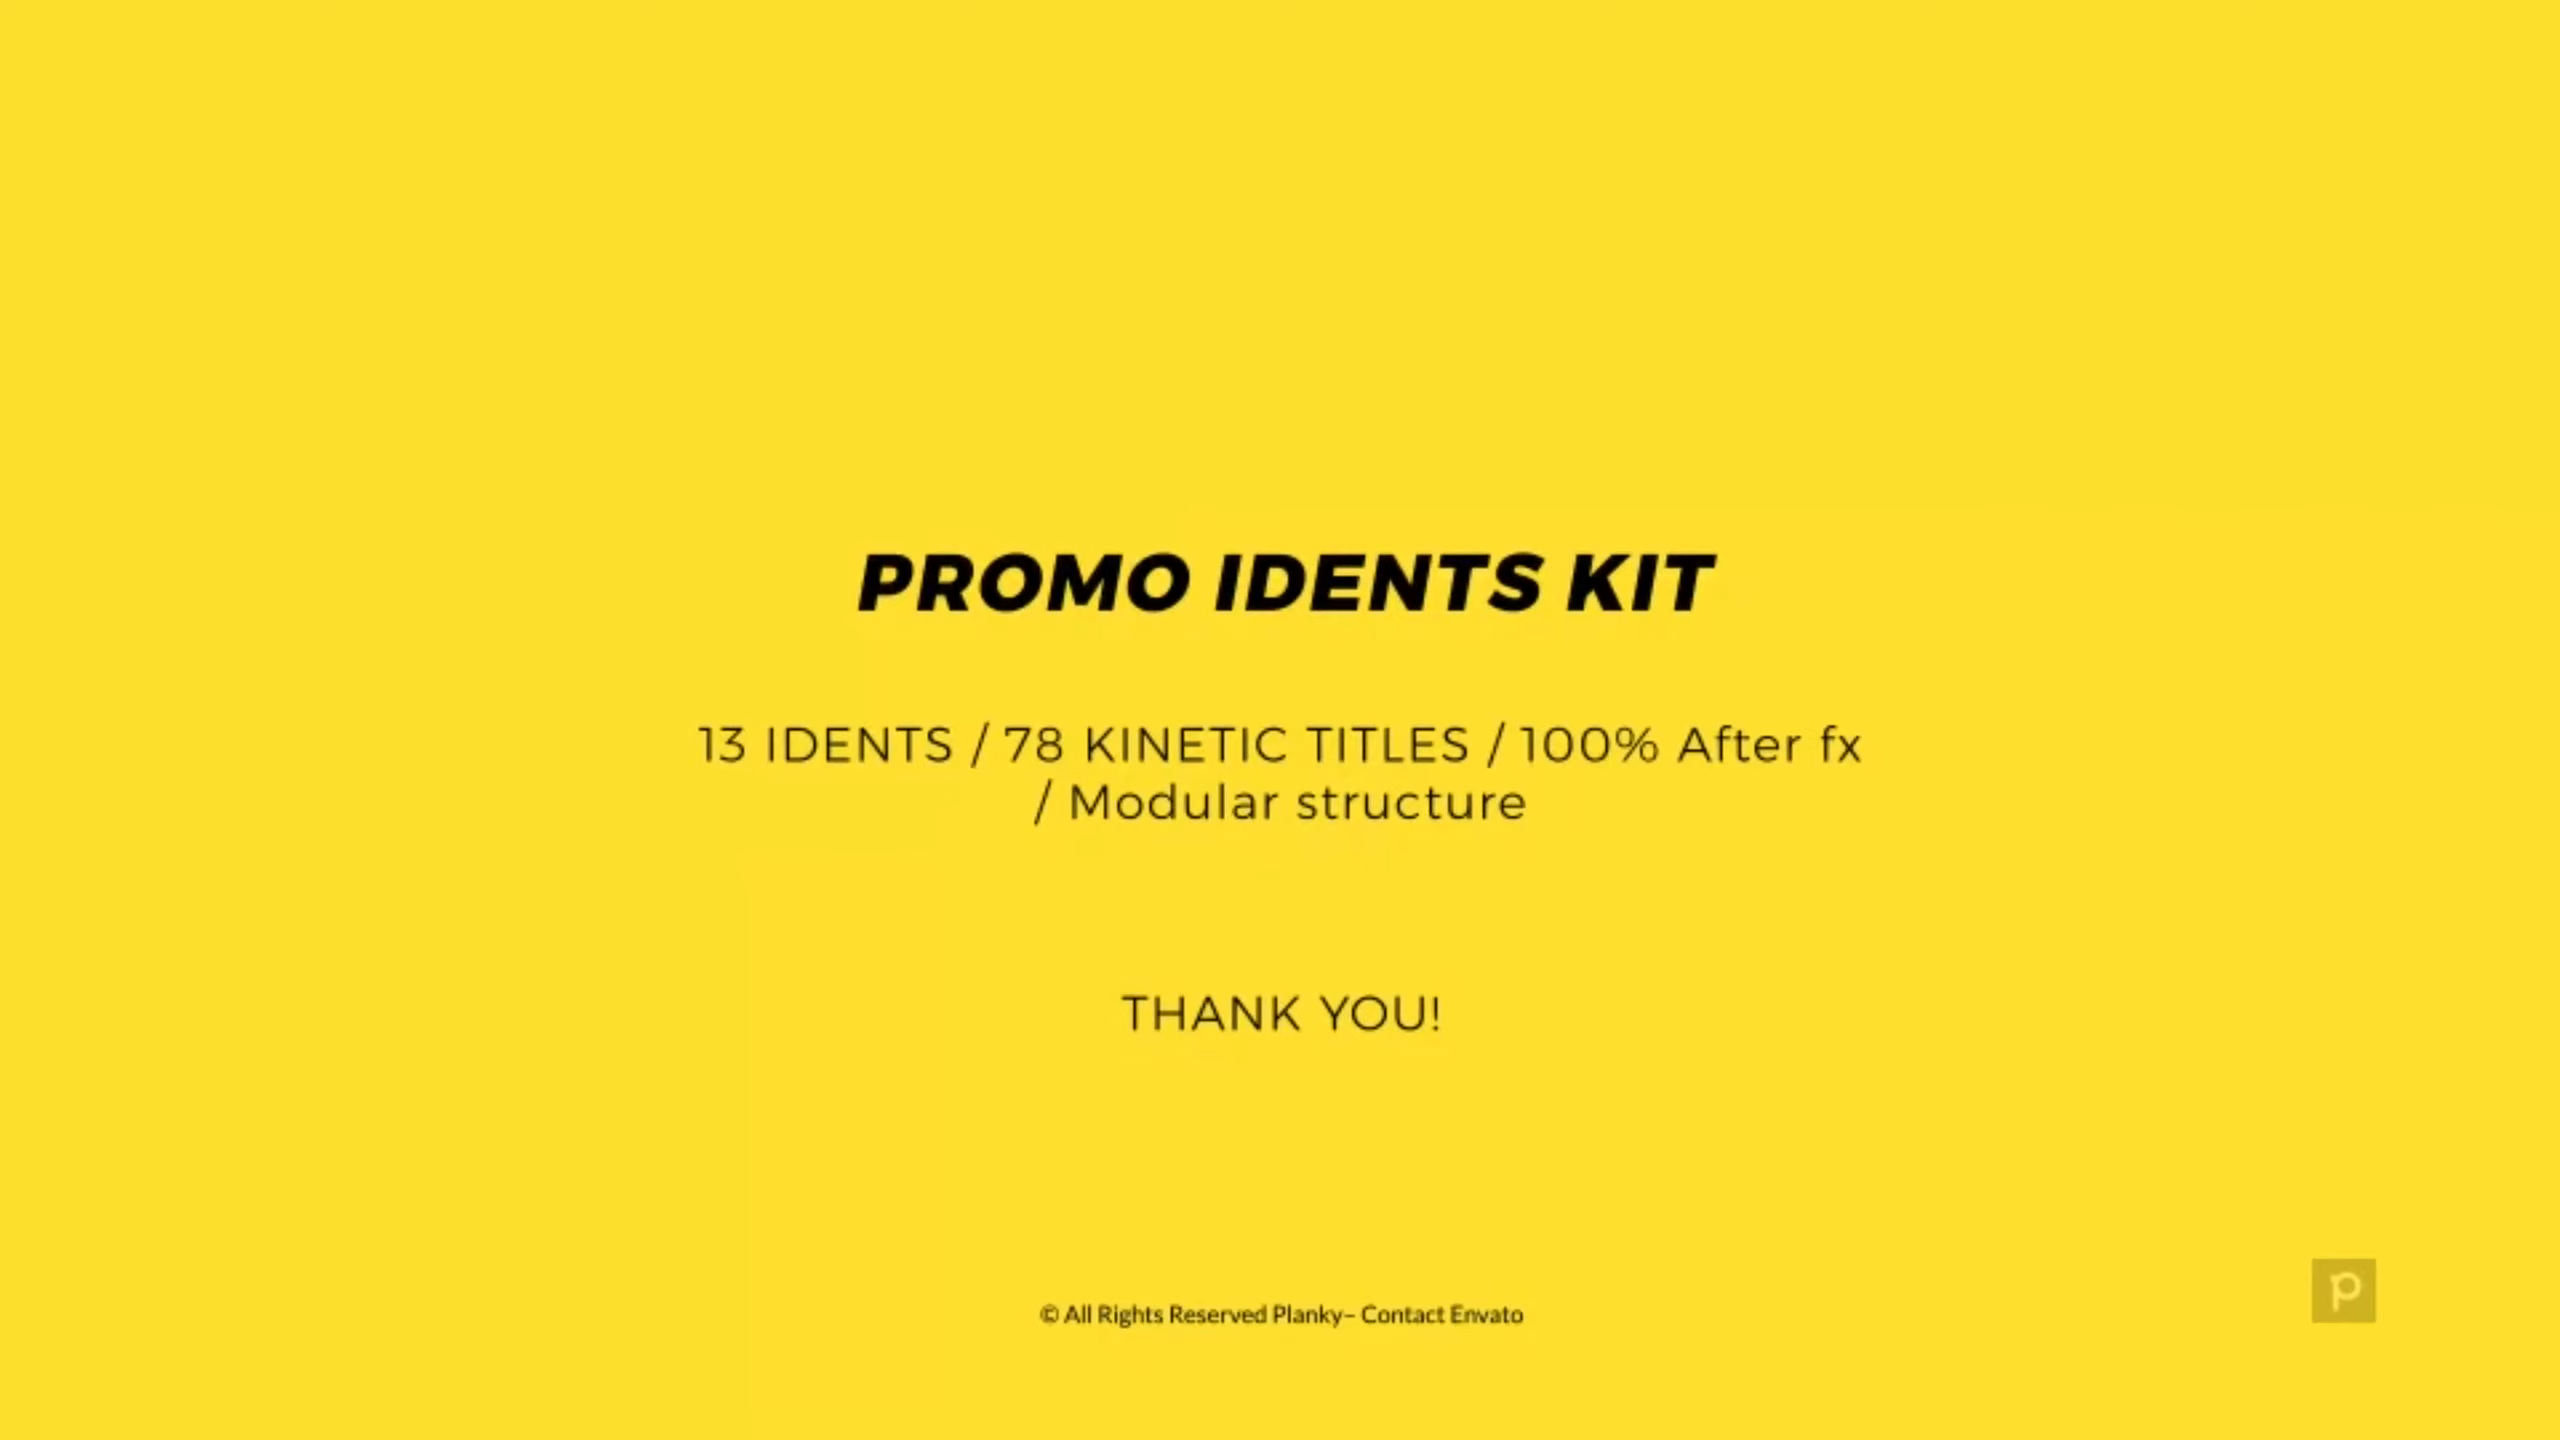 PROMO IDENTS KIT
13 IDENTS / 78 KINETIC TITLES / 100% After fx
/ Modular structure
THANK YOU!
© All Rights Reserved Planky– Contact Envato
p